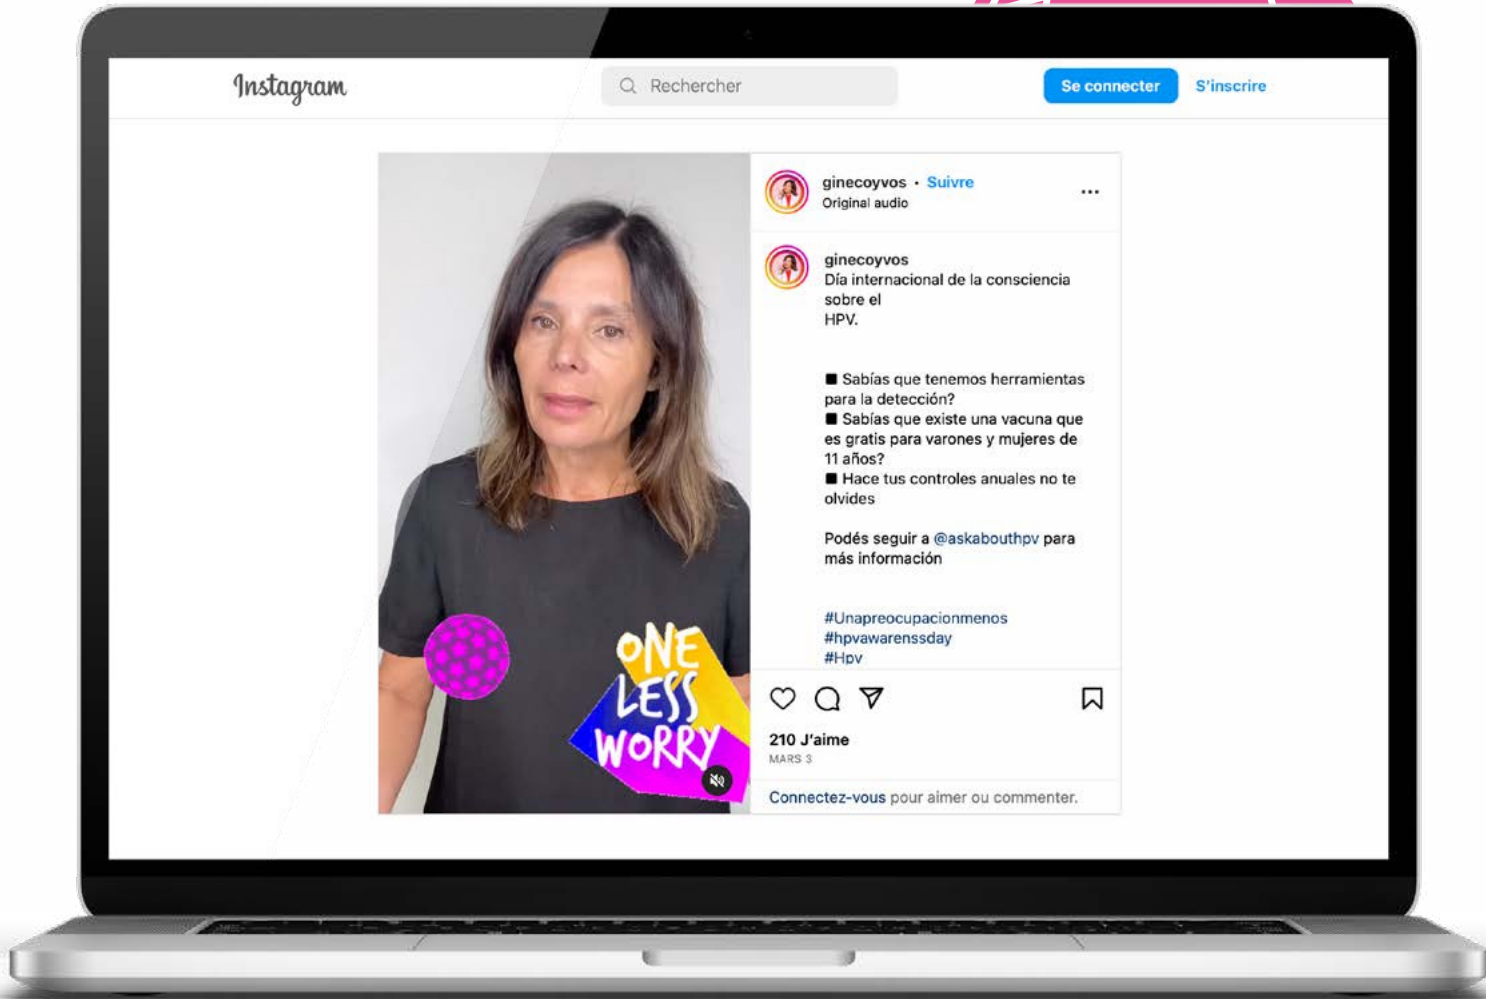 Instagram
Rechercher
Se connecter
S'inscrire
ginecoyvos • Suivre
Original audio
ginecoyvos
Día internacional de la consciencia
sobre el
HPV.
■ Sabías que tenemos herramientas
para la detección?
■ Sabías que existe una vacuna que
es gratis para varones y mujeres de
11 años?
■ Hace tus controles anuales no te
olvides
Podés seguir a @askabouthpv para
más información
#Unapreocupacionmenos
#hpvawarenssday
#Hpv
210 J'aime
MARS 3
Connectez-vous pour aimer ou commenter.
ONE
LESS
WORRY